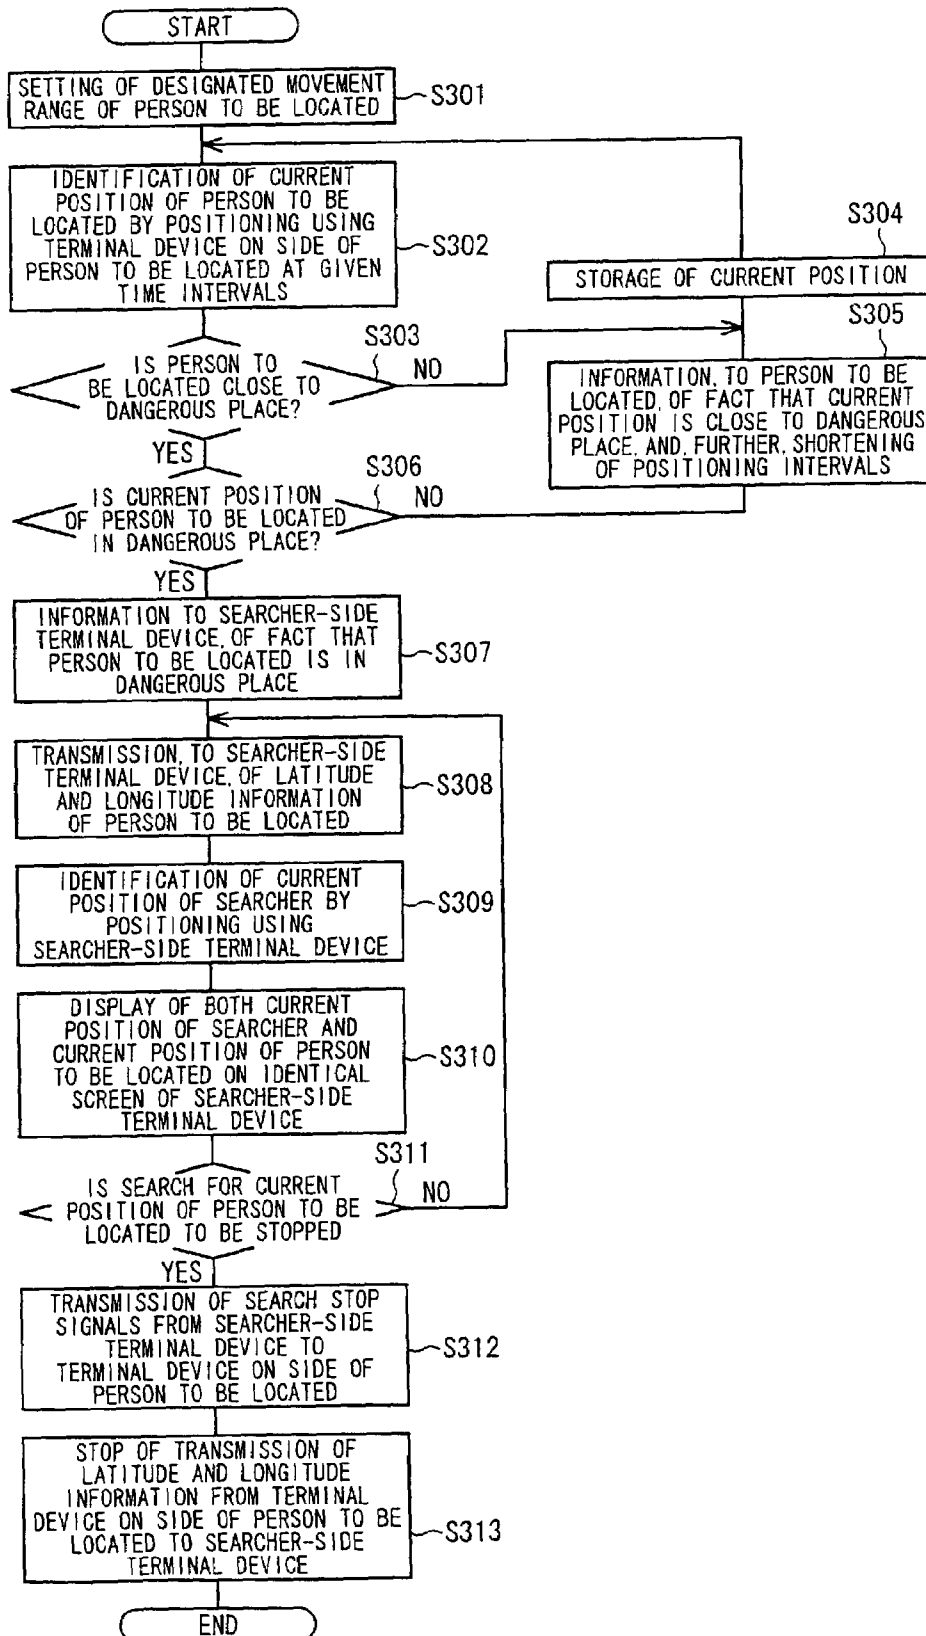 START
SETTING OF DESIGNATED MOVEMENT
RANGE OF PERSON TO BE LOCATED
S301
IDENTIFICATION OF CURRENT
POSITION OF PERSON TO BE
LOCATED BY POSITIONING USING
TERMINAL DEVICE ON SIDE OF
PERSON TO BE LOCATED AT GIVEN
TIME INTERVALS
S302
S304
STORAGE OF CURRENT POSITION
S303
IS PERSON TO
BE LOCATED CLOSE TO
DANGEROUS PLACE?
NO
YES
S305
INFORMATION, TO PERSON TO BE
LOCATED, OF FACT THAT CURRENT
POSITION IS CLOSE TO DANGEROUS
PLACE, AND, FURTHER, SHORTENING
OF POSITIONING INTERVALS
S306
IS CURRENT POSITION
OF PERSON TO BE LOCATED
IN DANGEROUS PLACE?
NO
YES
INFORMATION TO SEARCHER-SIDE
TERMINAL DEVICE, OF FACT THAT
PERSON TO BE LOCATED IS IN
DANGEROUS PLACE
S307
TRANSMISSION, TO SEARCHER-SIDE
TERMINAL DEVICE, OF LATITUDE
AND LONGITUDE INFORMATION
OF PERSON TO BE LOCATED
S308
IDENTIFICATION OF CURRENT
POSITION OF SEARCHER BY
POSITIONING USING
SEARCHER-SIDE TERMINAL DEVICE
S309
DISPLAY OF BOTH CURRENT
POSITION OF SEARCHER AND
CURRENT POSITION OF PERSON
TO BE LOCATED ON IDENTICAL
SCREEN OF SEARCHER-SIDE
TERMINAL DEVICE
S310
S311
IS SEARCH FOR CURRENT
POSITION OF PERSON TO BE
LOCATED TO BE STOPPED
NO
YES
TRANSMISSION OF SEARCH STOP
SIGNALS FROM SEARCHER-SIDE
TERMINAL DEVICE TO
TERMINAL DEVICE ON SIDE OF
PERSON TO BE LOCATED
S312
STOP OF TRANSMISSION OF
LATITUDE AND LONGITUDE
INFORMATION FROM TERMINAL
DEVICE ON SIDE OF PERSON TO BE
LOCATED TO SEARCHER-SIDE
TERMINAL DEVICE
S313
END